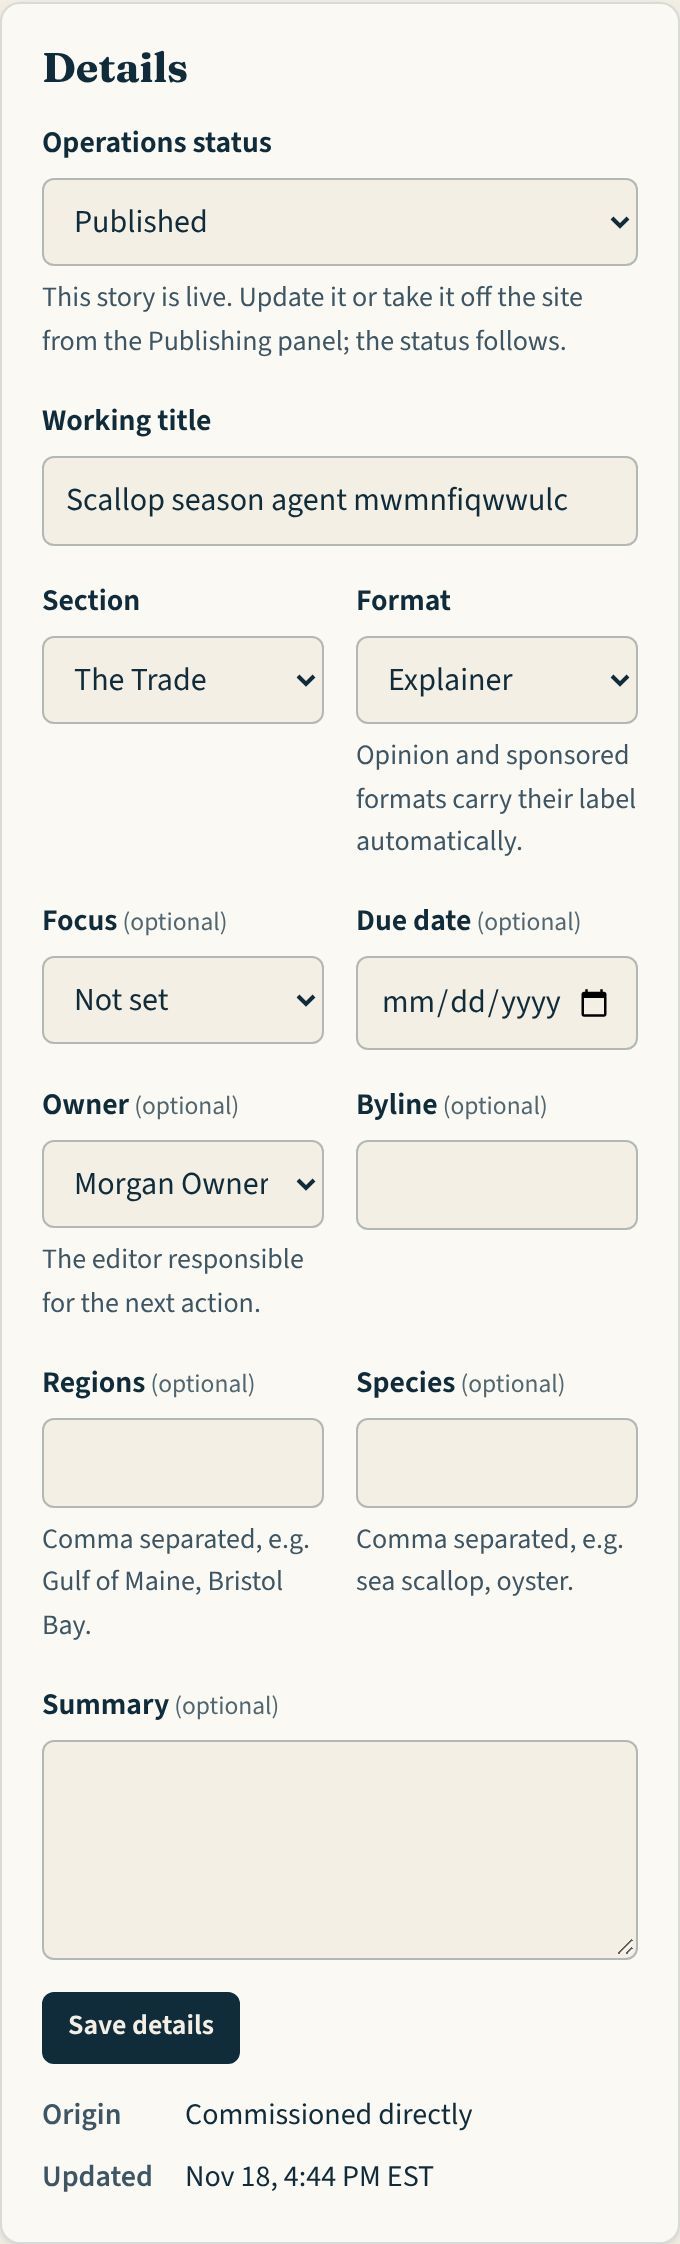 Details
Operations status
Published
This story is live. Update it or take it off the site
from the Publishing panel; the status follows.
Working title
Scallop season agent mwmnfiqwwulc
Section
Format
The Trade
Explainer
Opinion and sponsored
formats carry their label
automatically.
Focus (optional)
Due date (optional)
Not set
mm/dd/yyyy
Owner (optional)
Byline (optional)
Morgan Owner
The editor responsible
for the next action.
Regions (optional)
Species (optional)
Comma separated, e.g.
Gulf of Maine, Bristol
Bay.
Comma separated, e.g.
sea scallop, oyster.
Summary (optional)
Save details
Origin Commissioned directly
Updated Nov 18, 4:44 PM EST